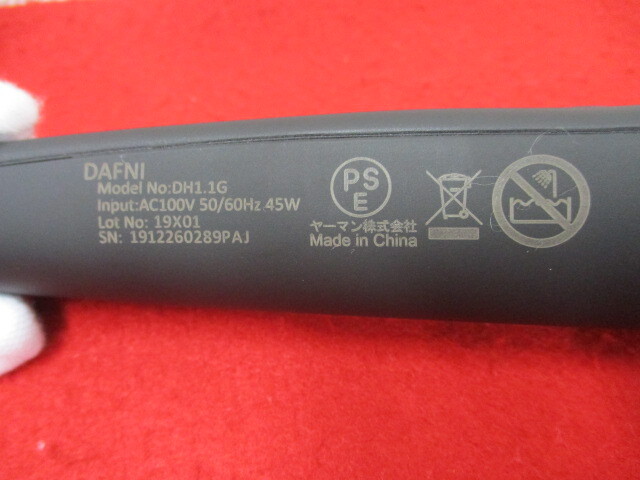 DAFNI
Model No:DH1.1G
Input:AC100V 50/60Hz 45W
Lot No: 19X01
SN: 1912260289PAJ
PS
E
ヤーマン株式会社
Made in China